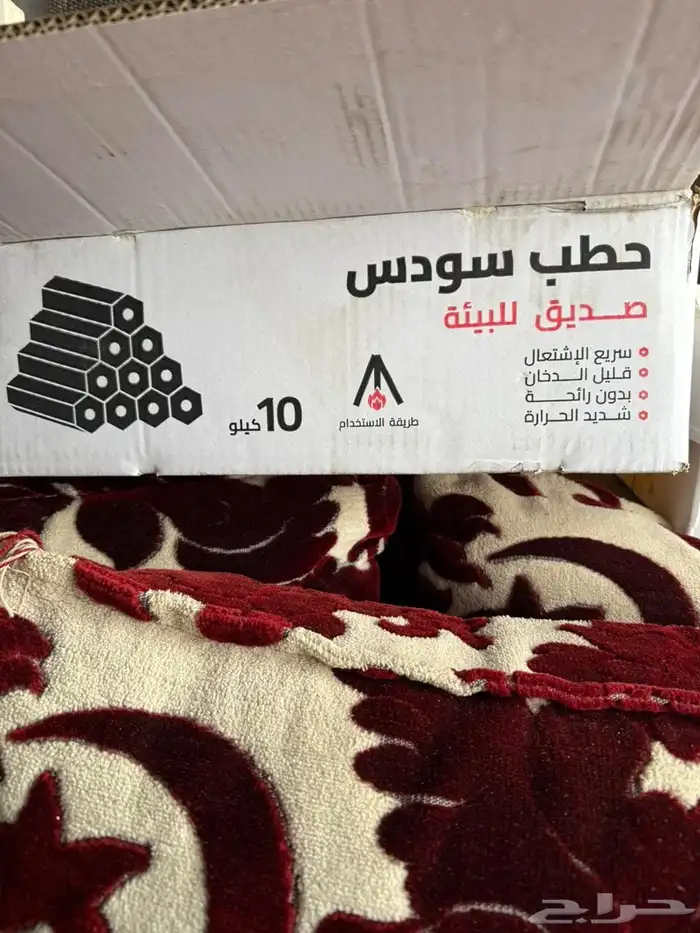 حطب سودس
صديق للبيئة
سريع الإشتعال
قليل الدخان
بدون رائحة
شديد الحرارة
طريقة الاستخدام
10 كيلو
حراج